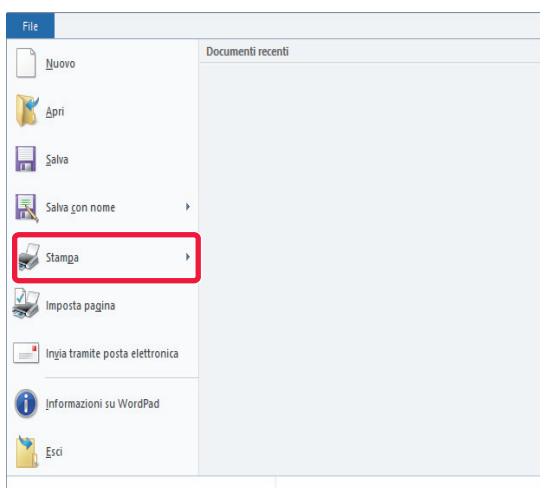 File
Documenti recenti
Nuovo
Apri
Salva
Salva con nome
Stampa
Imposta pagina
Invia tramite posta elettronica
Informazioni su WordPad
Esci